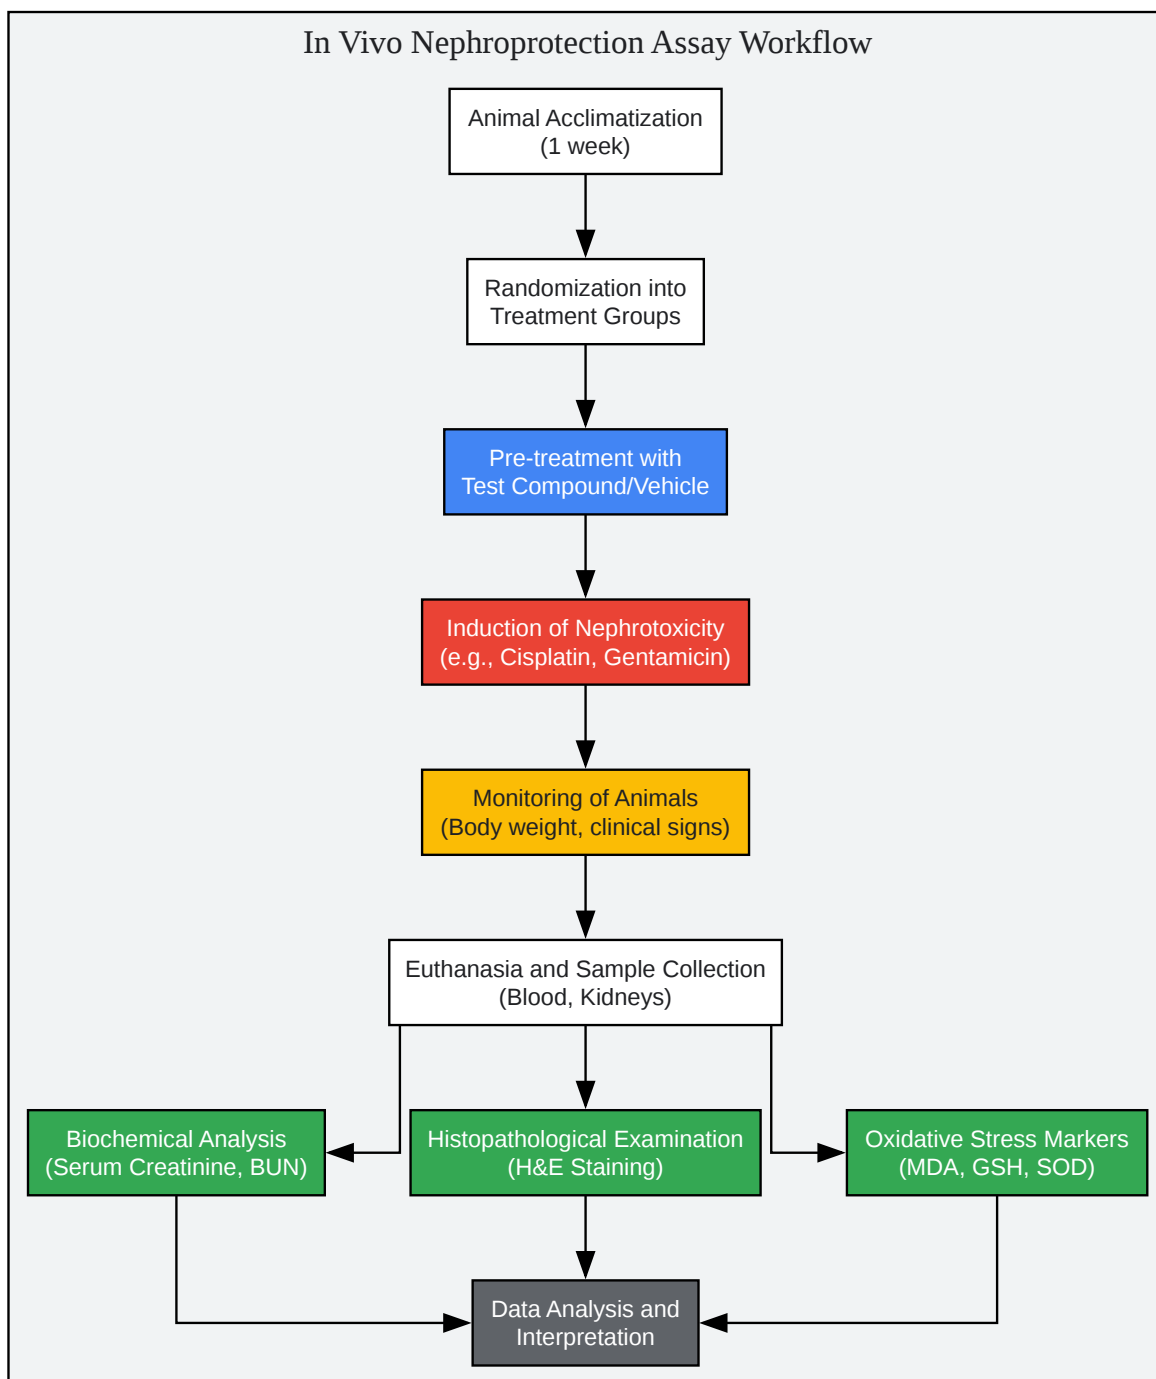 In Vivo Nephroprotection Assay Workflow
Animal Acclimatization
(1 week)
Randomization into
Treatment Groups
Pre-treatment with
Test Compound/Vehicle
Induction of Nephrotoxicity
(e.g., Cisplatin, Gentamicin)
Monitoring of Animals
(Body weight, clinical signs)
Euthanasia and Sample Collection
(Blood, Kidneys)
Biochemical Analysis
(Serum Creatinine, BUN)
Histopathological Examination
(H&E Staining)
Oxidative Stress Markers
(MDA, GSH, SOD)
Data Analysis and
Interpretation